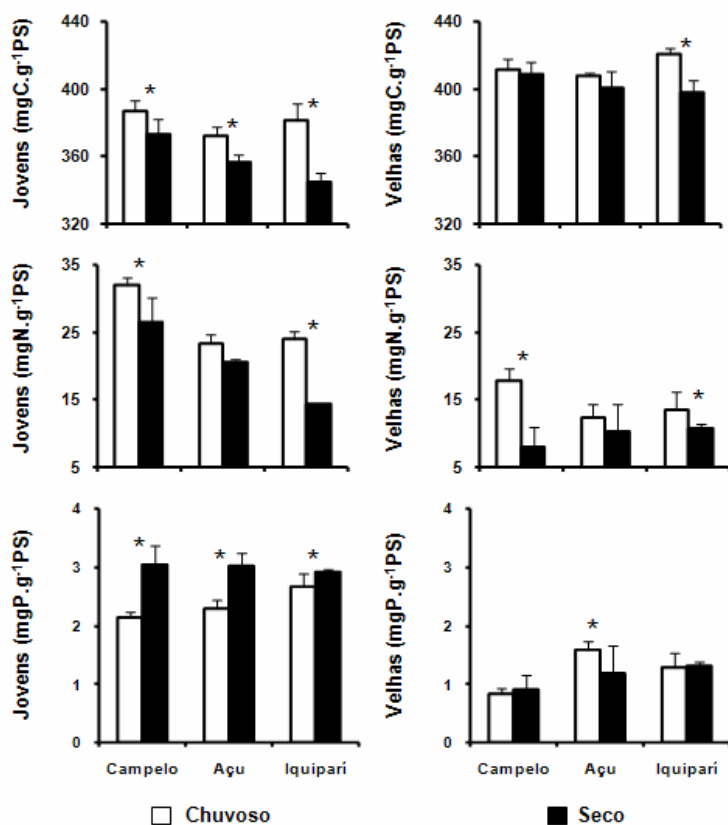 Jovens (mgC.g⁻¹PS)
440
400
360
320
* * *
Velhas (mgC.g⁻¹PS)
440
400
360
320
*
Jovens (mgN.g⁻¹PS)
35
25
15
5
* *
Velhas (mgN.g⁻¹PS)
35
25
15
5
* *
Jovens (mgP.g⁻¹PS)
4
3
2
1
0
* * *
Campelo Açu Iquiparí
Velhas (mgP.g⁻¹PS)
4
3
2
1
0
*
Campelo Açu Iquiparí
Chuvoso
Seco